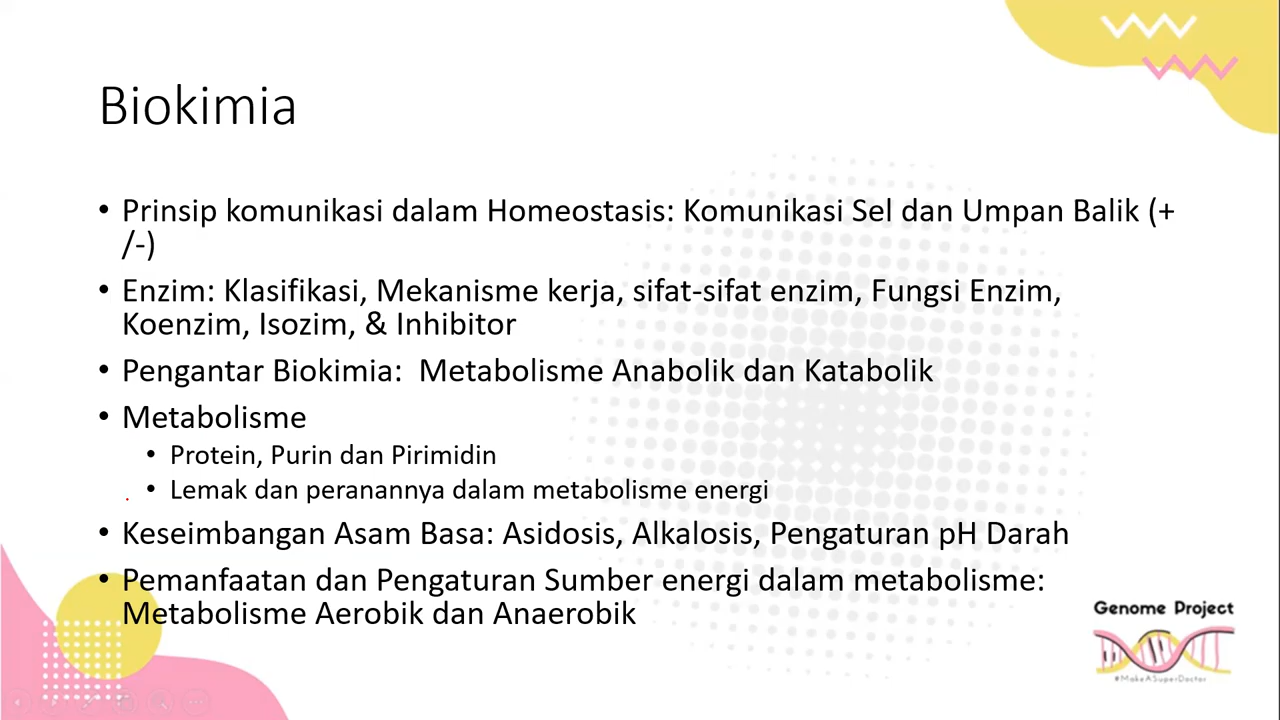 Biokimia
• Prinsip komunikasi dalam Homeostasis: Komunikasi Sel dan Umpan Balik (+
/-)
• Enzim: Klasifikasi, Mekanisme kerja, sifat-sifat enzim, Fungsi Enzim,
Koenzim, Isozim, & Inhibitor
• Pengantar Biokimia: Metabolisme Anabolik dan Katabolik
• Metabolisme
• Protein, Purin dan Pirimidin
• Lemak dan peranannya dalam metabolisme energi
• Keseimbangan Asam Basa: Asidosis, Alkalosis, Pengaturan pH Darah
• Pemanfaatan dan Pengaturan Sumber energi dalam metabolisme:
Metabolisme Aerobik dan Anaerobik
Genome Project
#MakeASuperDoctor